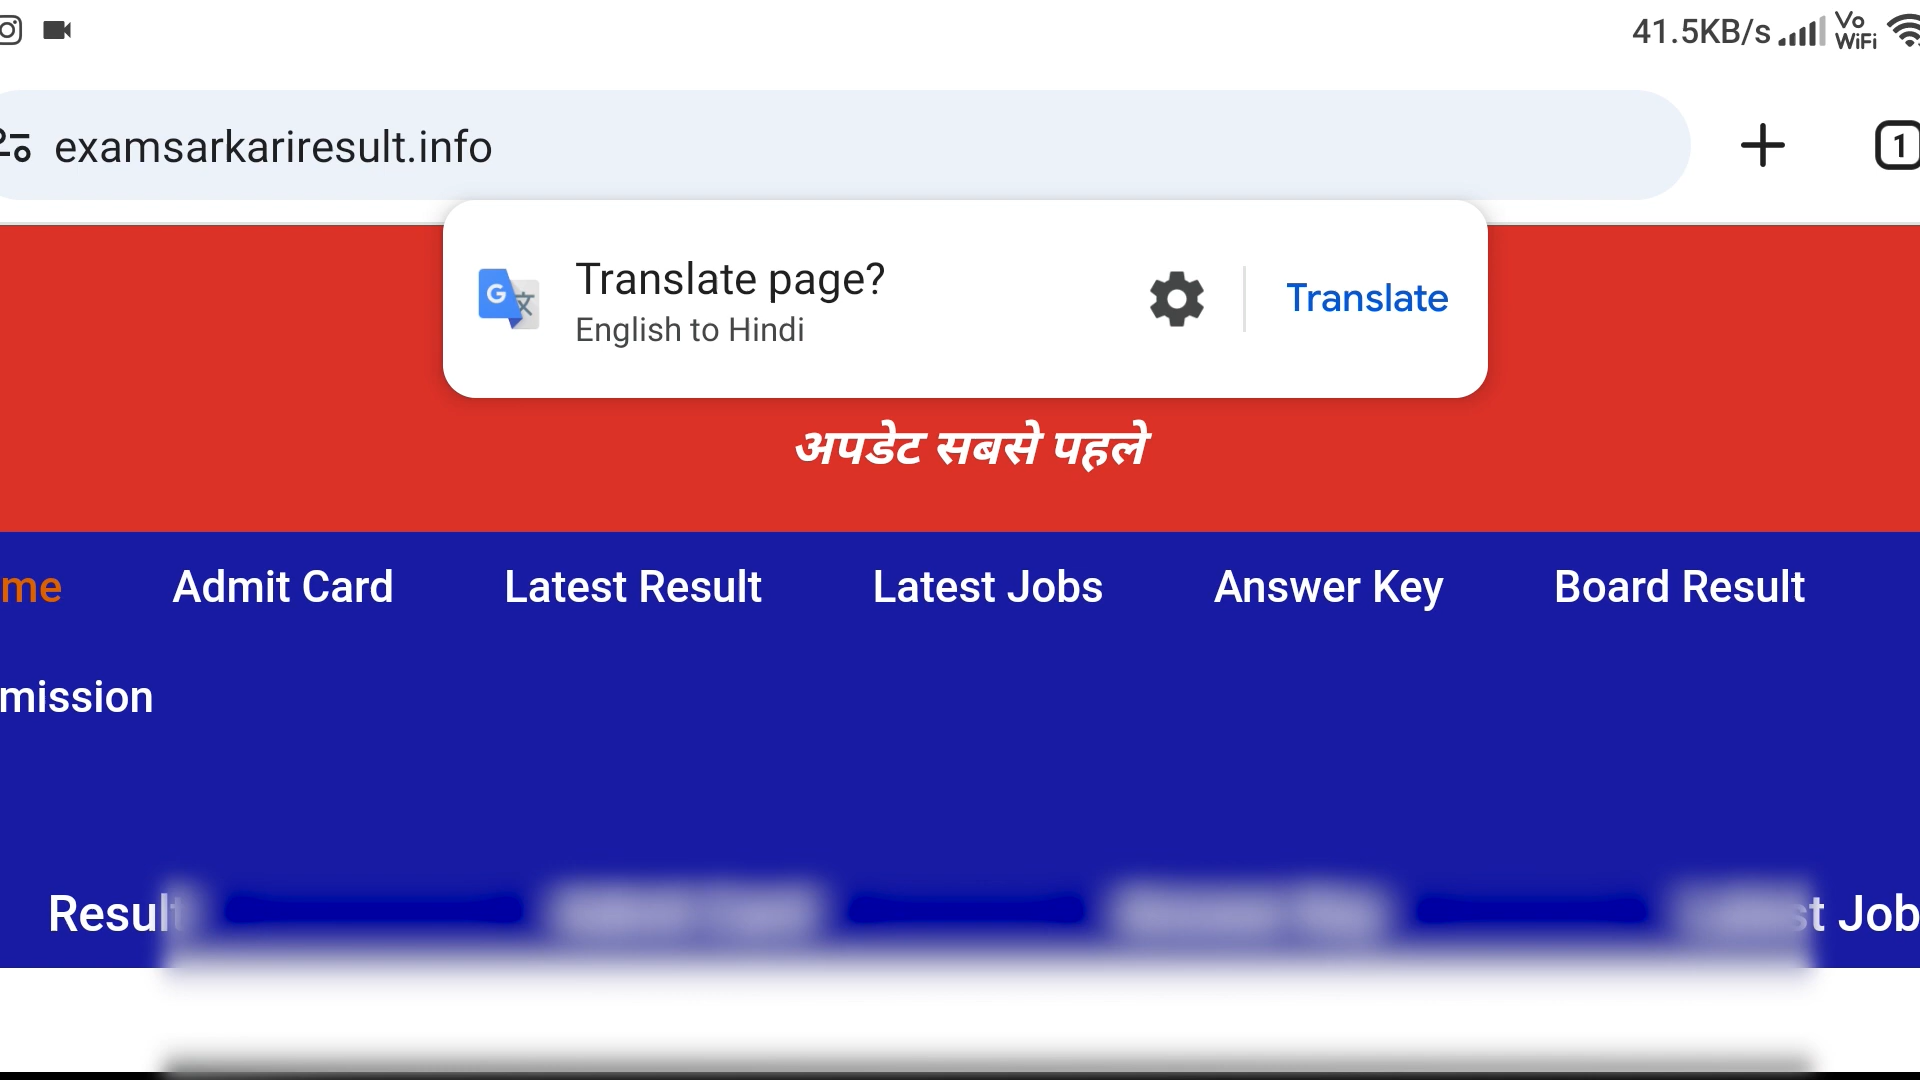 41.5KB/s Vo WiFi
examsarkariresult.info
1
Translate page?
English to Hindi
Translate
अपडेट सबसे पहले
me Admit Card Latest Result Latest Jobs Answer Key Board Result
mission
Result
t Job